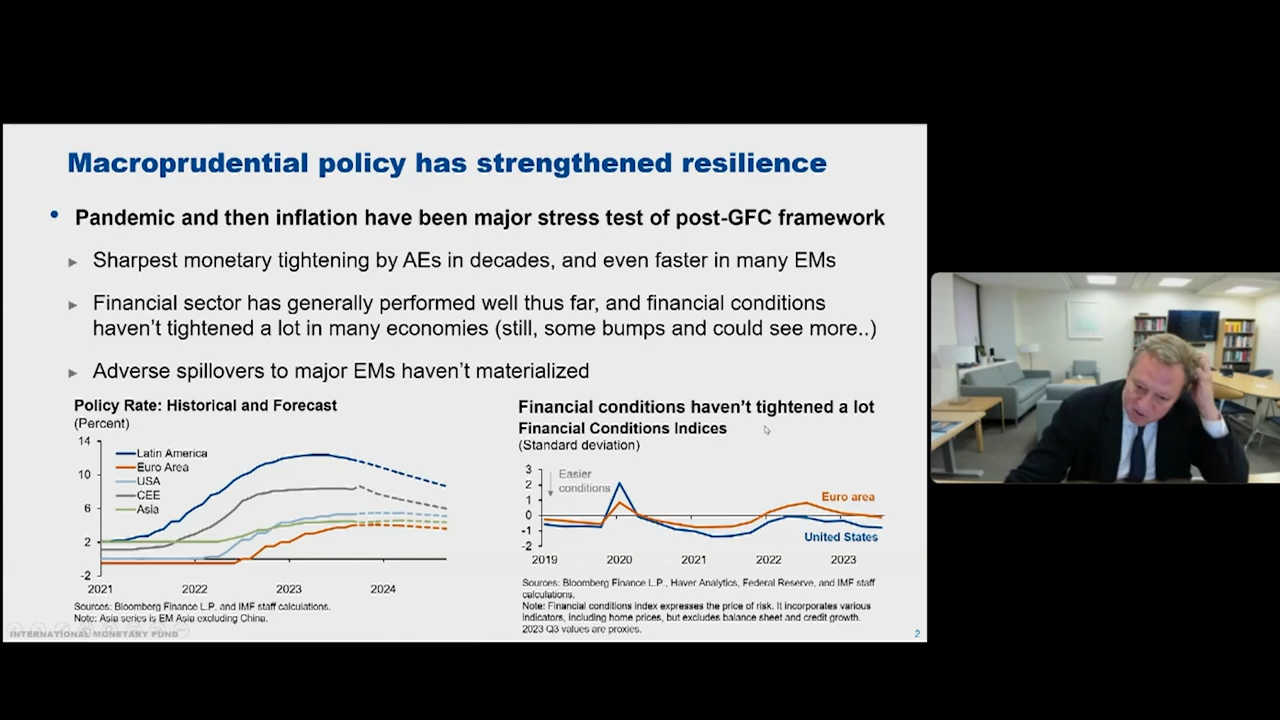 Macroprudential policy has strengthened resilience
• Pandemic and then inflation have been major stress test of post-GFC framework
► Sharpest monetary tightening by AEs in decades, and even faster in many EMs
► Financial sector has generally performed well thus far, and financial conditions
haven't tightened a lot in many economies (still, some bumps and could see more..)
► Adverse spillovers to major EMs haven't materialized
Policy Rate: Historical and Forecast
(Percent)
14
10
6
2
-2
Latin America
Euro Area
USA
CEE
Asia
2021 2022 2023 2024
Sources: Bloomberg Finance L.P. and IMF staff calculations.
Note: Asia series is EM Asia excluding China.
Financial conditions haven't tightened a lot
Financial Conditions Indices
(Standard deviation)
3
2
1
0
-1
-2
Easier
conditions
Euro area
United States
2019 2020 2021 2022 2023
Sources: Bloomberg Finance L.P., Haver Analytics, Federal Reserve, and IMF staff
calculations.
Note: Financial conditions index expresses the price of risk. It incorporates various
indicators, including home prices, but excludes balance sheet and credit growth.
2023 Q3 values are proxies.
INTERNATIONAL MONETARY FUND
2